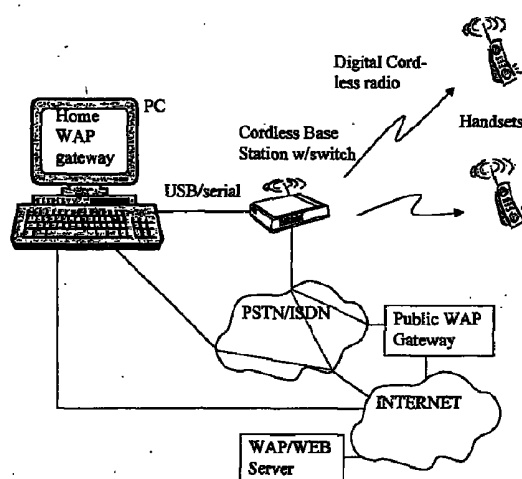 Digital Cord-
less radio
PC
Home
WAP
gateway
Handsets
Cordless Base
Station w/switch
USB/serial
PSTN/ISDN
Public WAP
Gateway
INTERNET
WAP/WEB
Server